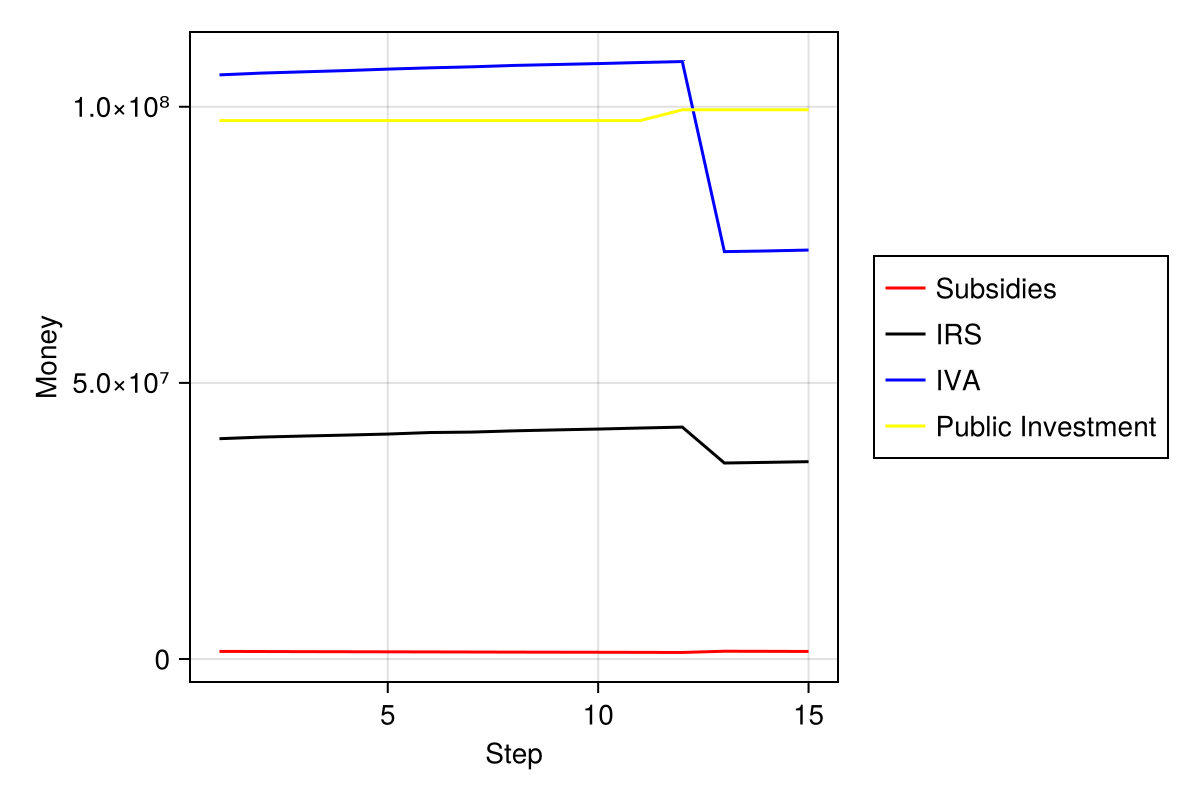 1.0×10⁸
5.0×10⁷
0
Money
5
10
15
Step
Subsidies
IRS
IVA
Public Investment